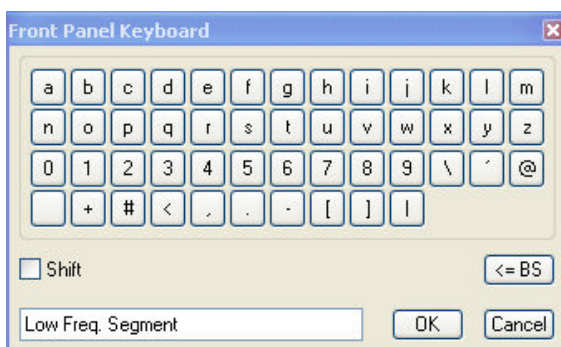 Front Panel Keyboard
a b c d e f g h i j k l m
n o p q r s t u v w x y z
0 1 2 3 4 5 6 7 8 9 \ ´ @
+ # < , . - [ ] |
Shift <= BS
Low Freq. Segment OK Cancel